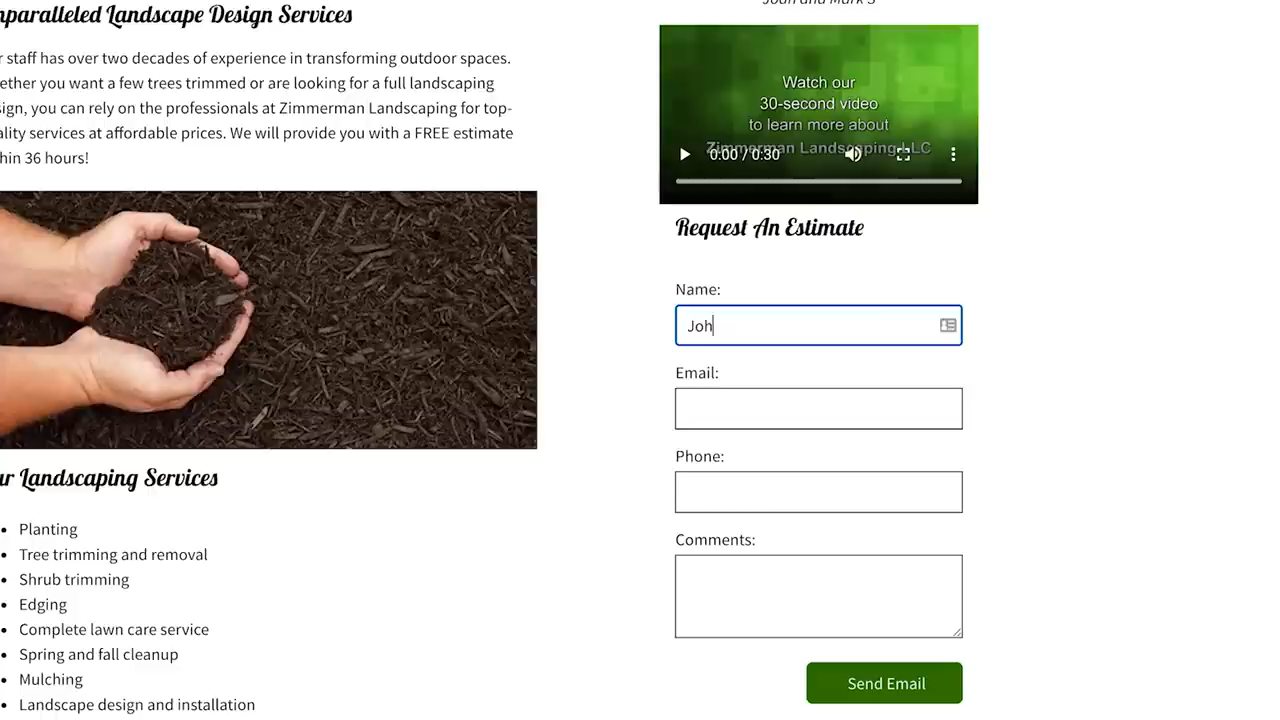 nparalleled Landscape Design Services
r staff has over two decades of experience in transforming outdoor spaces.
ether you want a few trees trimmed or are looking for a full landscaping
sign, you can rely on the professionals at Zimmerman Landscaping for top-
ality services at affordable prices. We will provide you with a FREE estimate
hin 36 hours!
ur Landscaping Services
• Planting
• Tree trimming and removal
• Shrub trimming
• Edging
• Complete lawn care service
• Spring and fall cleanup
• Mulching
• Landscape design and installation
Joan and Mark S
Watch our
30-second video
to learn more about
Zimmerman Landscaping LLC
0:00 / 0:30
Request An Estimate
Name:
Joh
Email:
Phone:
Comments:
Send Email